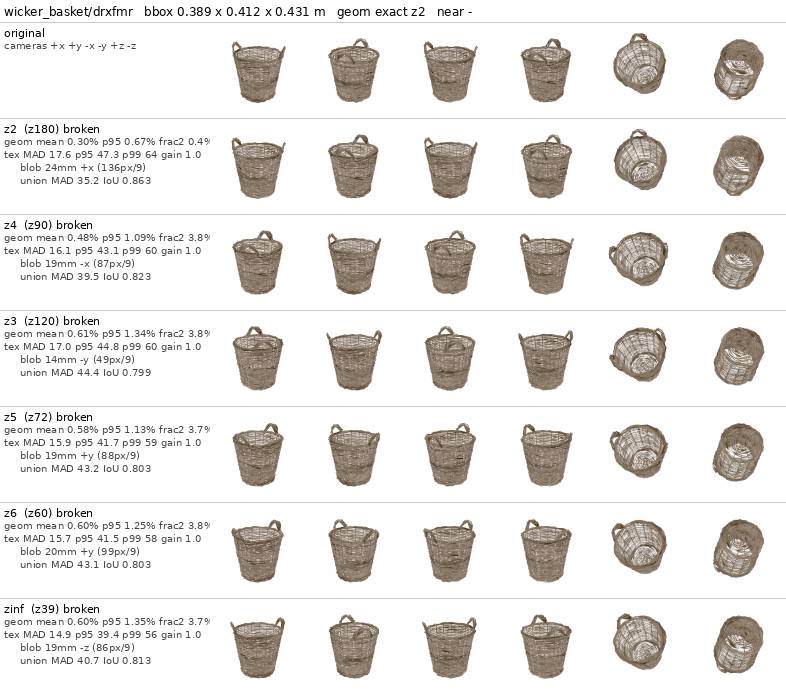 wicker_basket/drxfmr bbox 0.389 x 0.412 x 0.431 m geom exact z2 near -
original
cameras +x +y -x -y +z -z
z2 (z180) broken
geom mean 0.30% p95 0.67% frac2 0.4%
tex MAD 17.6 p95 47.3 p99 64 gain 1.0
blob 24mm +x (136px/9)
union MAD 35.2 IoU 0.863
z4 (z90) broken
geom mean 0.48% p95 1.09% frac2 3.8%
tex MAD 16.1 p95 43.1 p99 60 gain 1.0
blob 19mm -x (87px/9)
union MAD 39.5 IoU 0.823
z3 (z120) broken
geom mean 0.61% p95 1.34% frac2 3.8%
tex MAD 17.0 p95 44.8 p99 60 gain 1.0
blob 14mm -y (49px/9)
union MAD 44.4 IoU 0.799
z5 (z72) broken
geom mean 0.58% p95 1.13% frac2 3.7%
tex MAD 15.9 p95 41.7 p99 59 gain 1.0
blob 19mm +y (88px/9)
union MAD 43.2 IoU 0.803
z6 (z60) broken
geom mean 0.60% p95 1.25% frac2 3.8%
tex MAD 15.7 p95 41.5 p99 58 gain 1.0
blob 20mm +y (99px/9)
union MAD 43.1 IoU 0.803
zinf (z39) broken
geom mean 0.60% p95 1.35% frac2 3.7%
tex MAD 14.9 p95 39.4 p99 56 gain 1.0
blob 19mm -z (86px/9)
union MAD 40.7 IoU 0.813